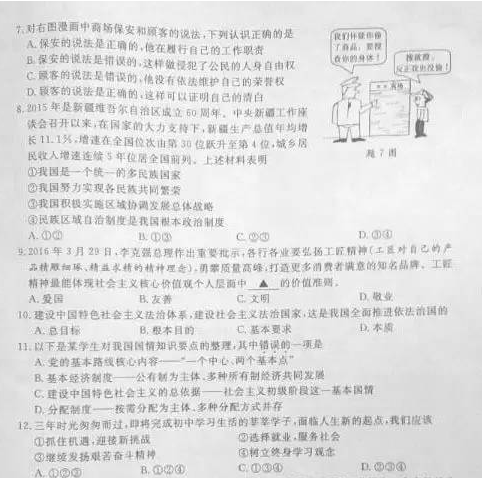 7.对右图漫画中商场保安和顾客的说法,下列认识正确的是
A.保安的说法是正确的,他在履行自己的工作职责
B.保安的说法是错误的,这样做侵犯了公民的人身自由权
C.顾客的说法是错误的,他没有依法维护自己的荣誉权
D.顾客的说法是正确的,这样可以证明自己的清白
我们怀疑你偷了商品,要搜查你的身体!
搜就搜,反正我也没偷!
题 7 图
8.2015 年是新疆维吾尔自治区成立 60 周年、中央新疆工作座
谈会召开以来,在国家的大力支持下,新疆生产总值年均增
长 11.1%,增速在全国位次由第 30 位跃升至第 4 位,城乡居
民收入增速连续 5 年位居全国前列。上述材料表明
①我国是一个统一的多民族国家
②我国努力实现各民族共同繁荣
③我国积极实施区域协调发展总体战略
④民族区域自治制度是我国根本政治制度
A.①② B.①③ C.②③ D.③④
9.2016 年 3 月 29 日,李克强总理作出重要批示,各行各业要弘扬工匠精神(工匠对自己的产
品精雕细琢、精益求精的精神理念),勇攀质量高峰,打造更多消费者满意的知名品牌。工匠
精神最能体现社会主义核心价值观个人层面中 ▲ 的价值准则。
A.爱国 B.友善 C.文明 D.敬业
10.建设中国特色社会主义法治体系,建设社会主义法治国家,这是我国全面推进依法治国的
A.总目标 B.根本目的 C.基本要求 D.本质
11.以下是某学生对我国国情知识要点的整理,其中错误的一项是
A.党的基本路线核心内容——“一个中心、两个基本点”
B.基本经济制度——公有制为主体、多种所有制经济共同发展
C.建设中国特色社会主义的总依据——社会主义初级阶段这一基本国情
D.分配制度——按需分配为主体、多种分配方式并存
12.三年时光匆匆而过,即将完成初中学习生活的莘莘学子,面临人生新的起点,我们应该
①抓住机遇,迎接新挑战 ②选择就业,服务社会
③继续发扬艰苦奋斗精神 ④树立终身学习观念
A.①②③ B.①②④ C.①③④ D.②③④